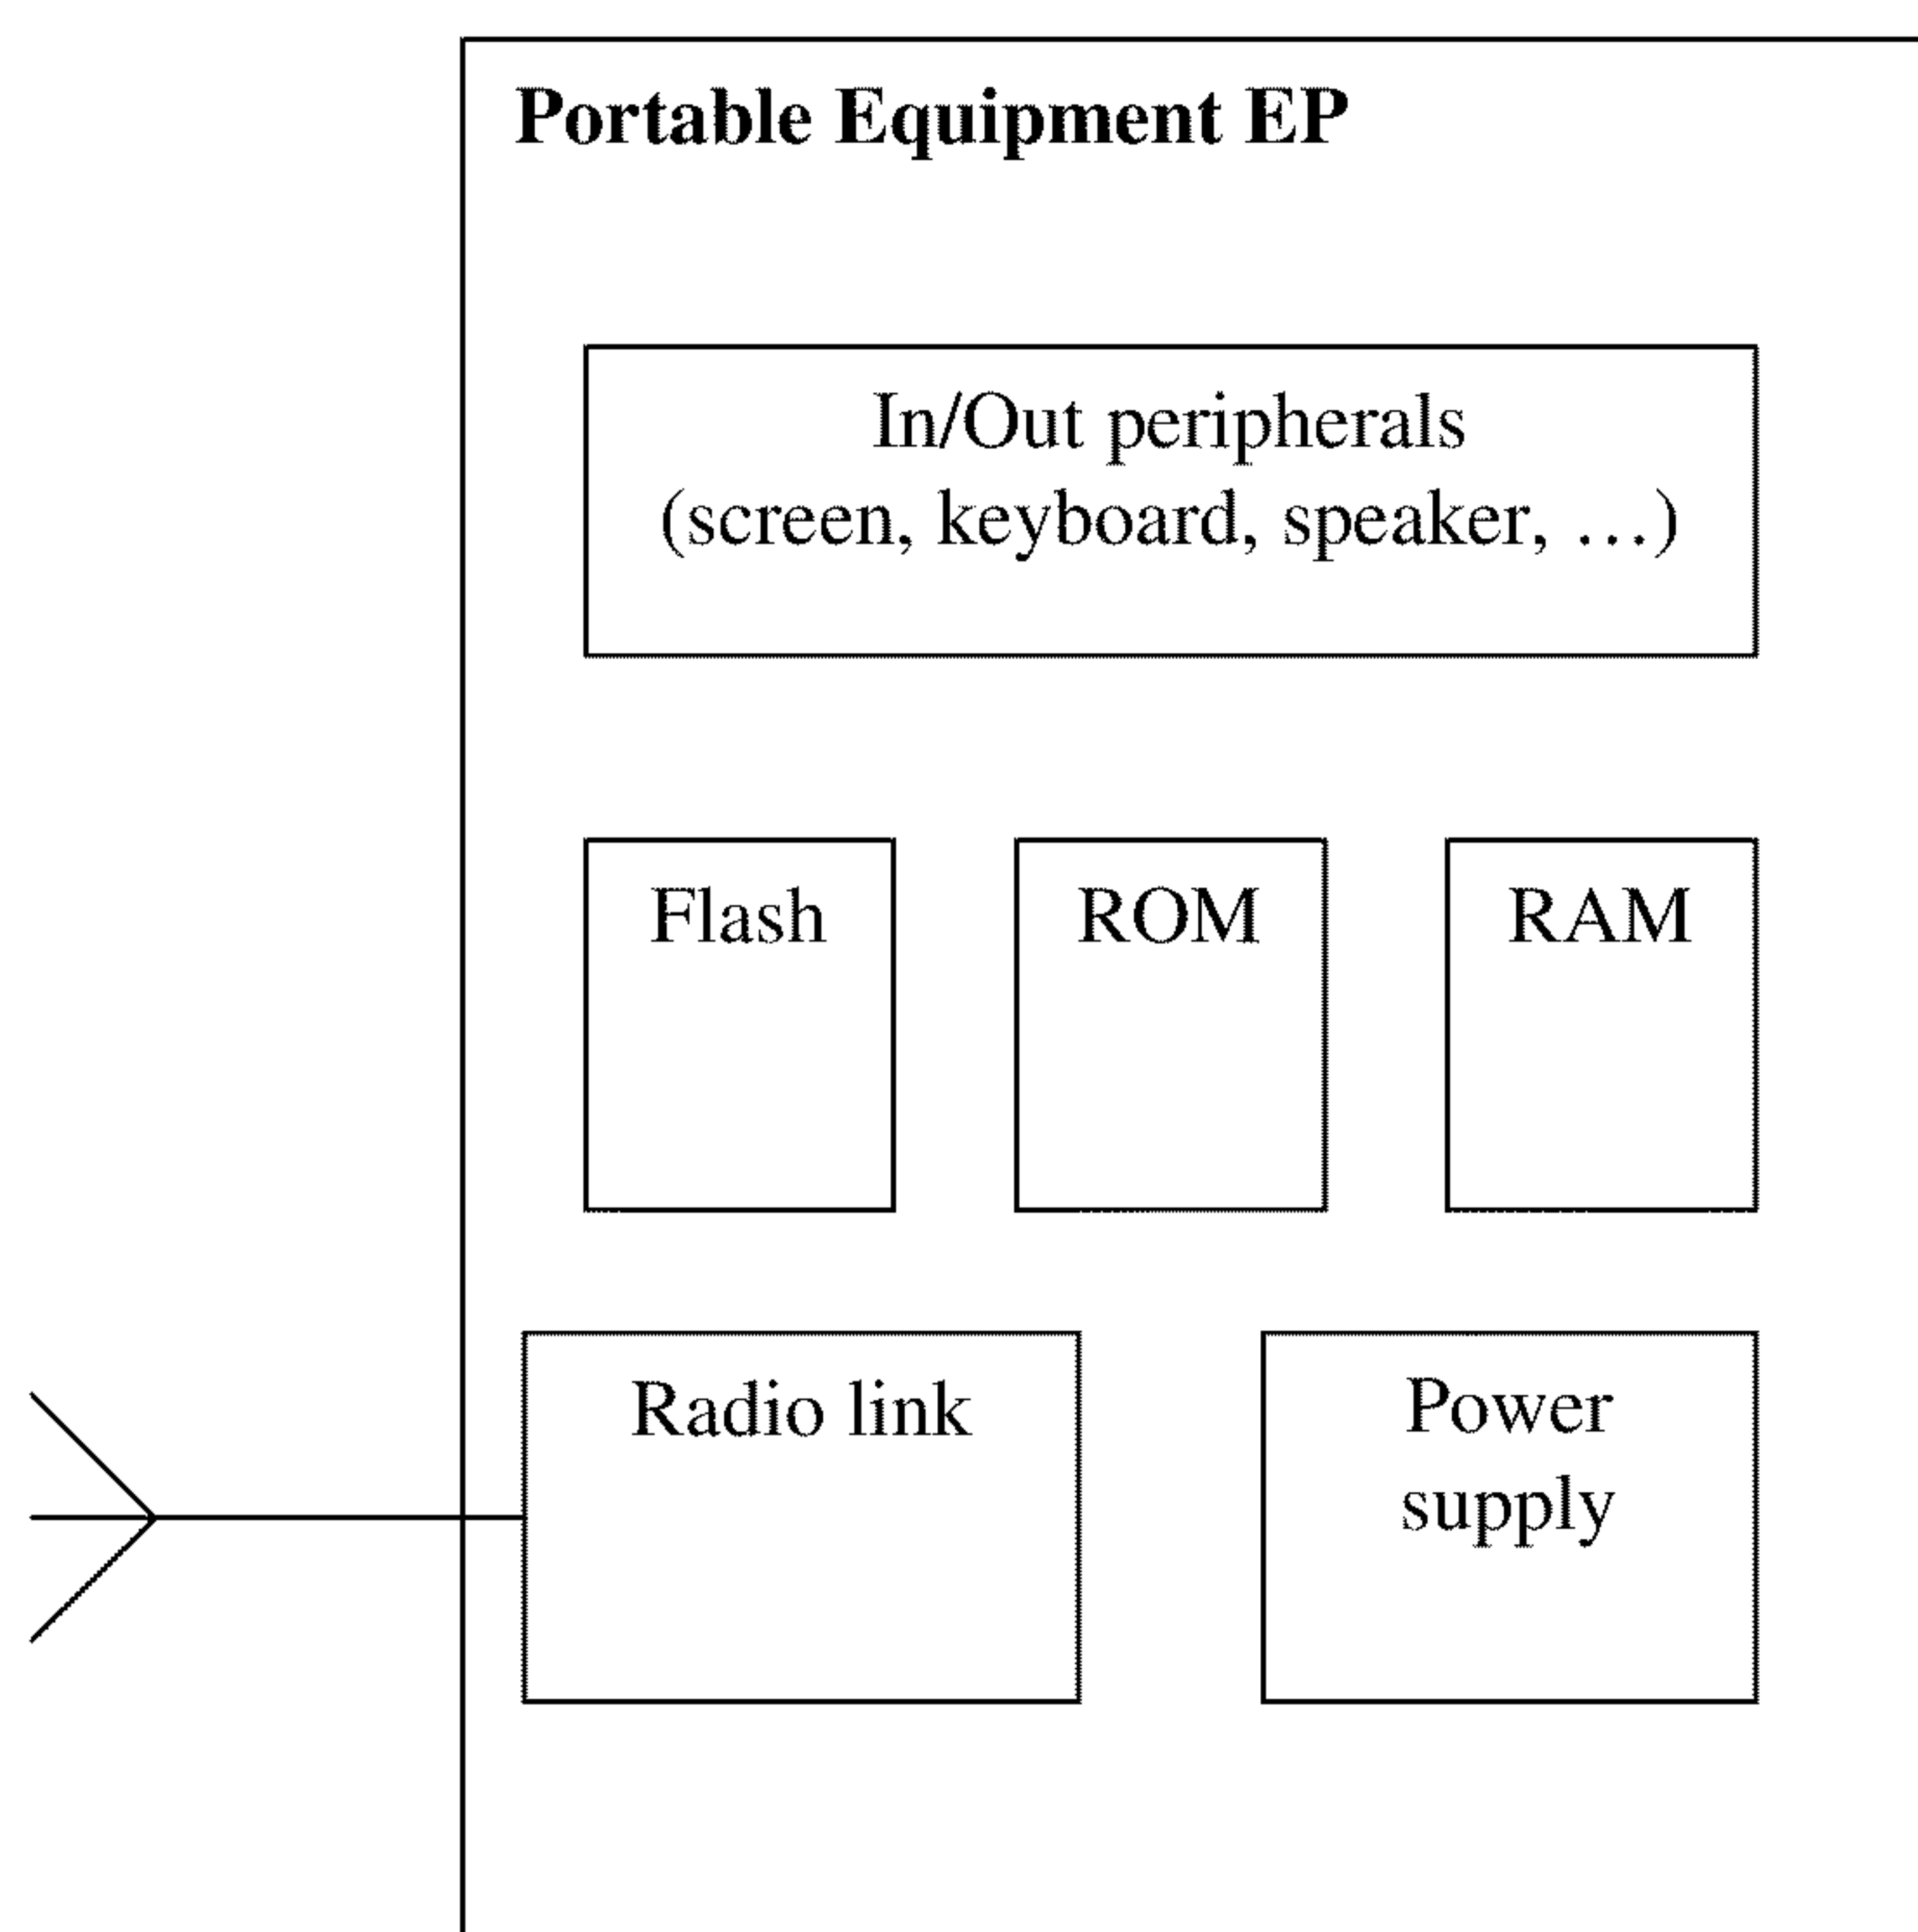 Portable Equipment EP
In/Out peripherals
(screen, keyboard, speaker, …)
Flash
ROM
RAM
Radio link
Power
supply